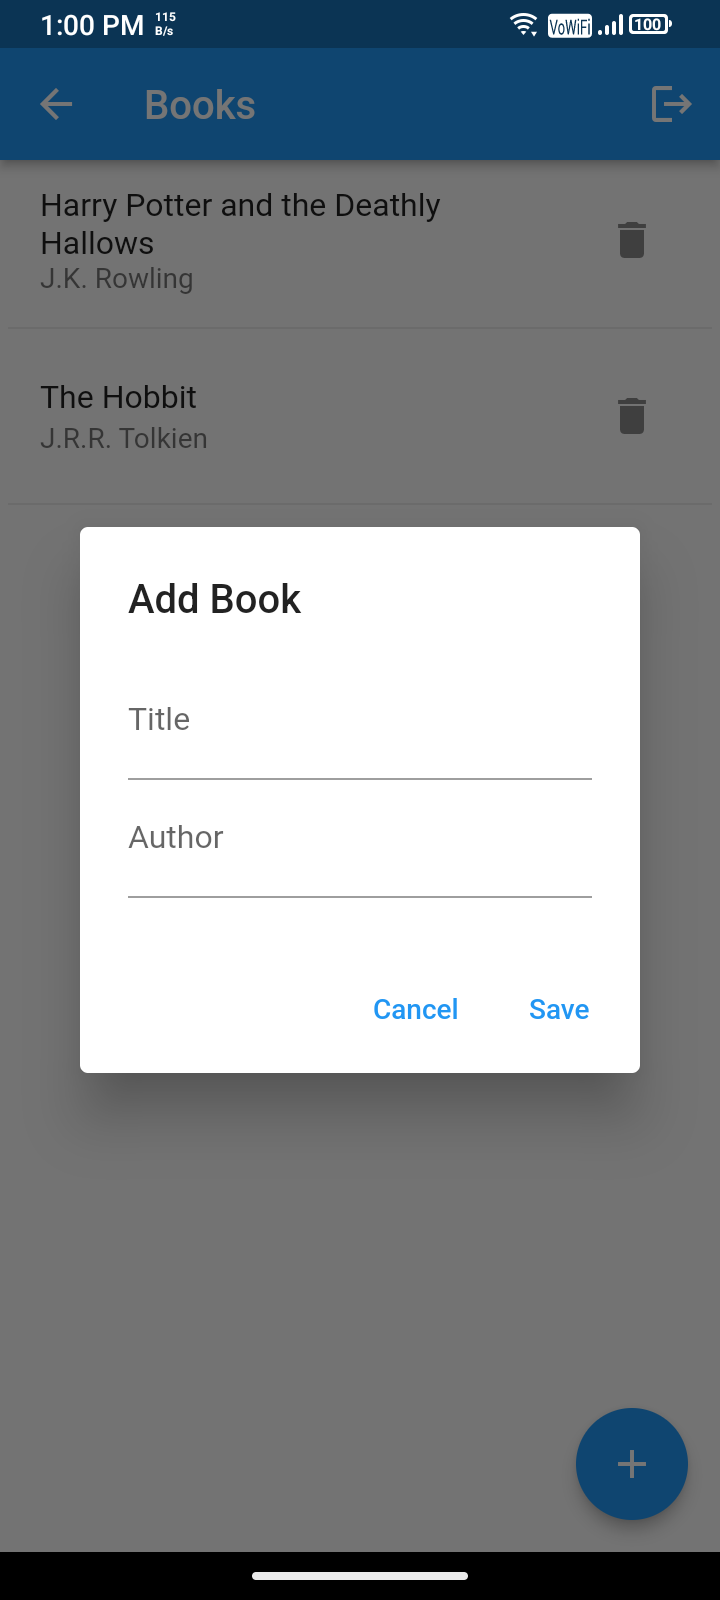 1:00 PM 115 B/s VoWiFi 100
Books
Harry Potter and the Deathly
Hallows
J.K. Rowling
The Hobbit
J.R.R. Tolkien
Add Book
Title
Author
Cancel Save